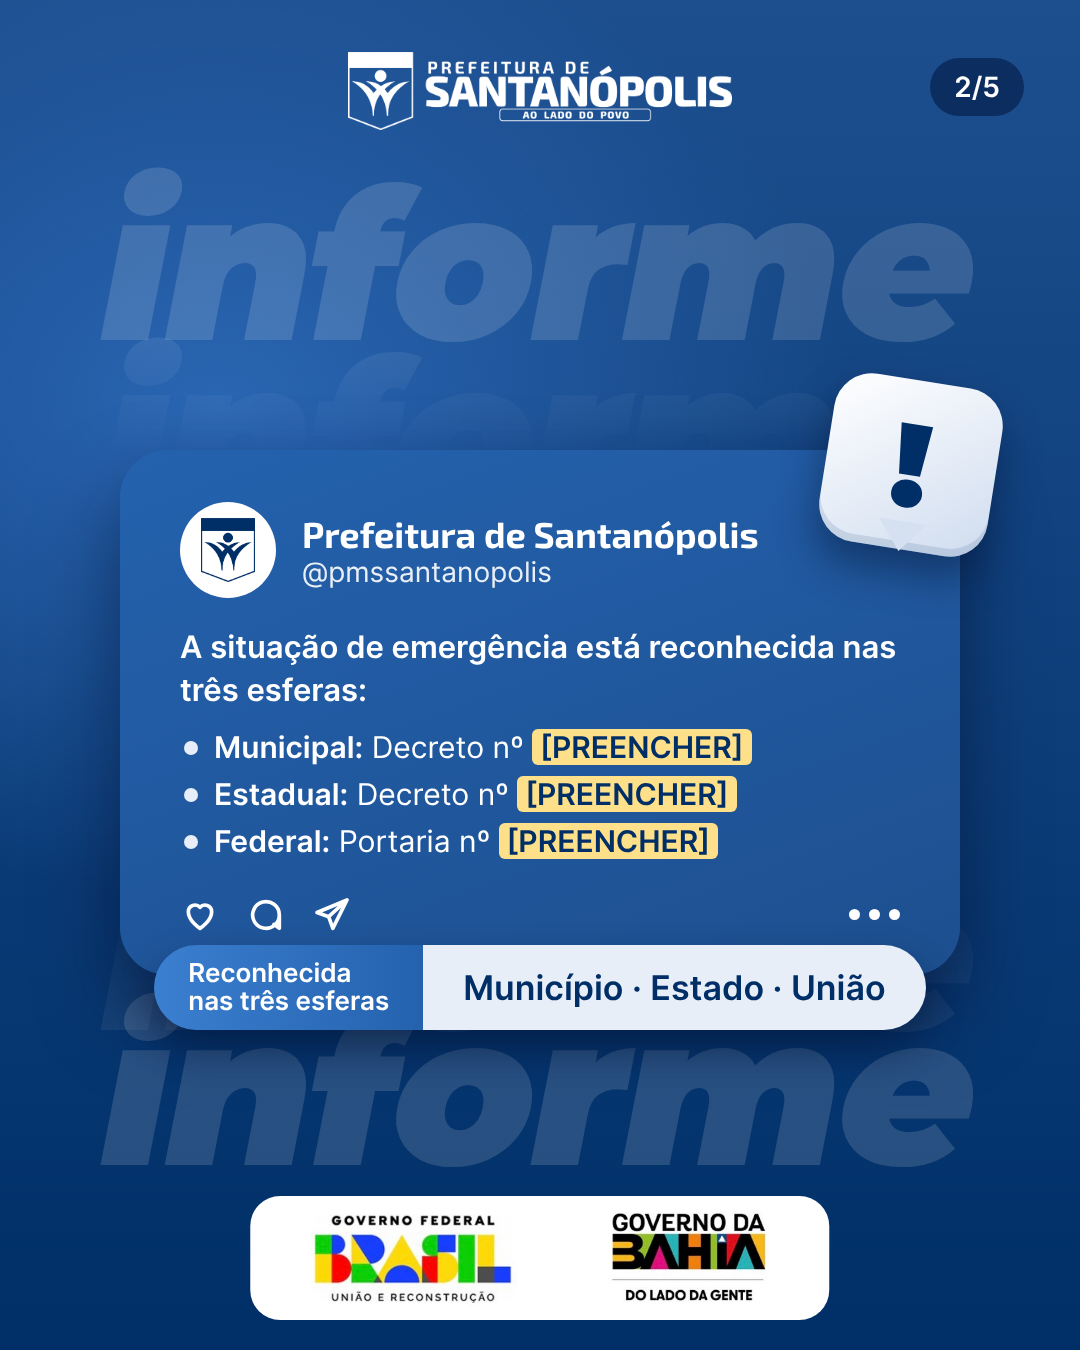 PREFEITURA DE
SANTANÓPOLIS
AO LADO DO POVO
2/5
informe
inform
Prefeitura de Santanópolis
@pmssantanopolis
A situação de emergência está reconhecida nas
três esferas:
Municipal: Decreto nº [PREENCHER]
Estadual: Decreto nº [PREENCHER]
Federal: Portaria nº [PREENCHER]
Reconhecida
nas três esferas
Município · Estado · União
informe
GOVERNO FEDERAL
BRASIL
UNIÃO E RECONSTRUÇÃO
GOVERNO DA
BAHIA
DO LADO DA GENTE